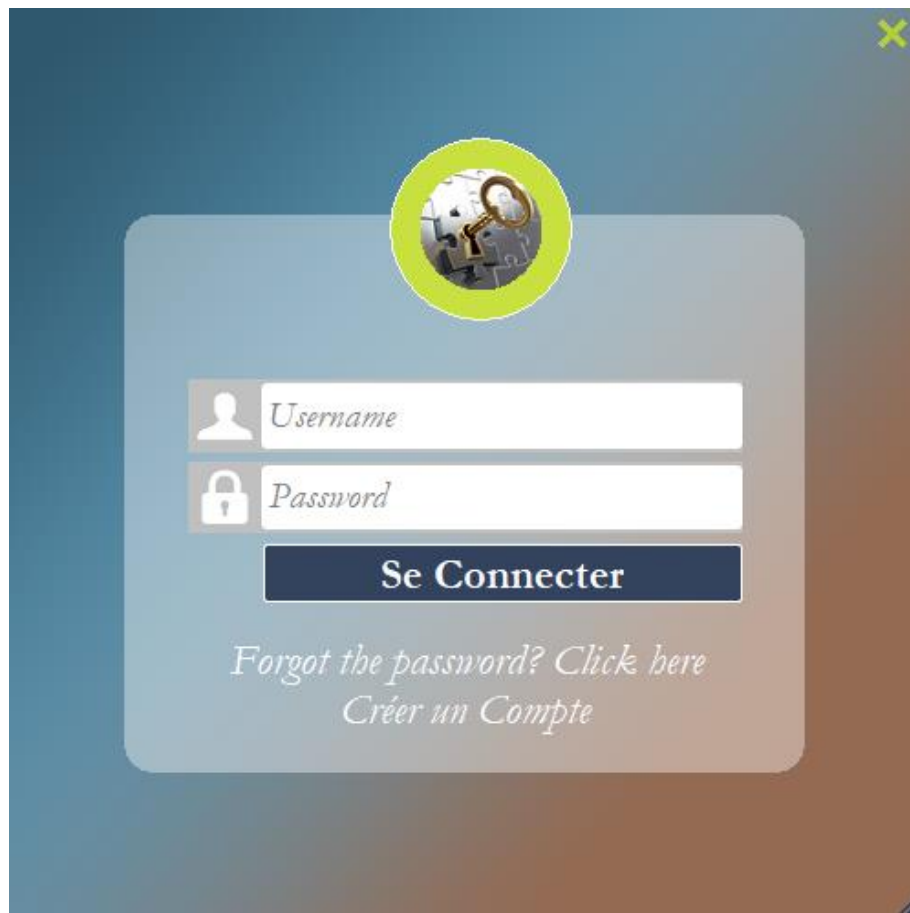 Username
Password
Se Connecter
Forgot the password? Click here
Créer un Compte